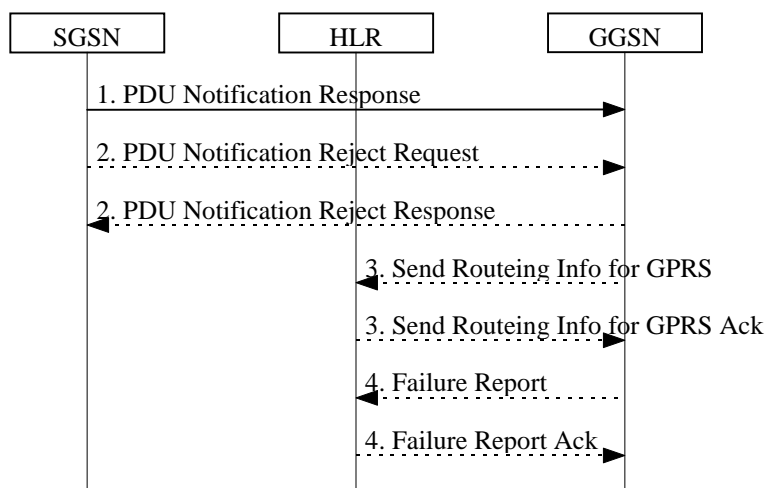 SGSN
HLR
GGSN
1. PDU Notification Response
2. PDU Notification Reject Request
2. PDU Notification Reject Response
3. Send Routeing Info for GPRS
3. Send Routeing Info for GPRS Ack
4. Failure Report
4. Failure Report Ack